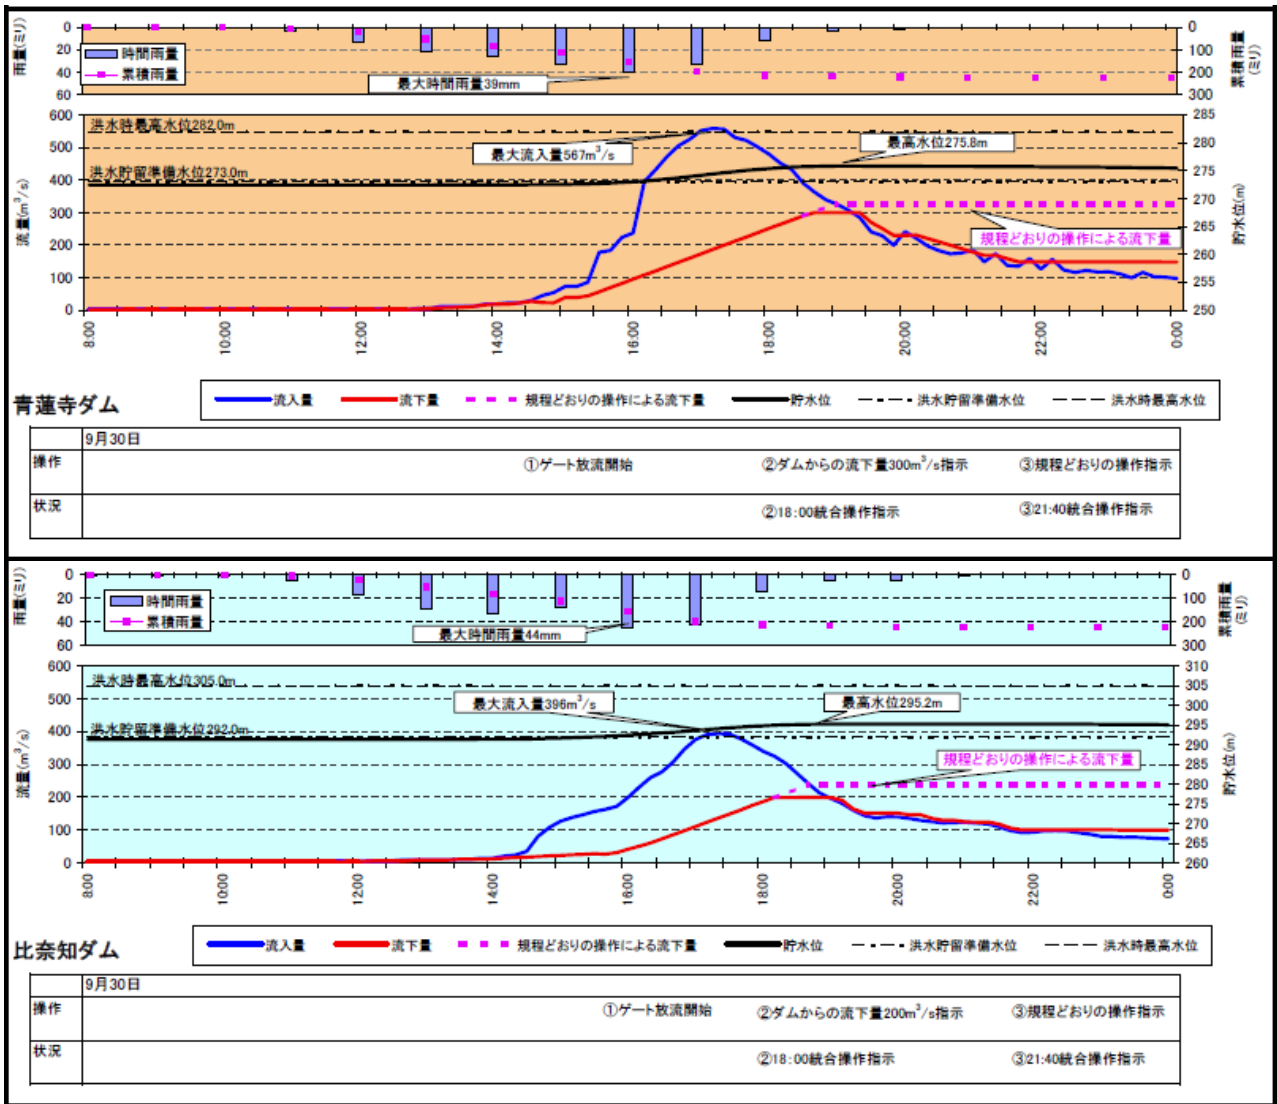 雨量(ミリ)
0
20
40
60
時間雨量
累積雨量
最大時間雨量39mm
0
100
200
300
累積雨量
(ミリ)
流量(m³/s)
600
500
400
300
200
100
0
洪水時最高水位282.0m
洪水貯留準備水位273.0m
最大流入量567m³/s
最高水位275.8m
規程どおりの操作による流下量
285
280
275
270
265
260
255
250
貯水位(m)
8:00
10:00
12:00
14:00
16:00
18:00
20:00
22:00
0:00
青蓮寺ダム
流入量 流下量 規程どおりの操作による流下量 貯水位 洪水貯留準備水位 洪水時最高水位
9月30日
操作 ①ゲート放流開始 ②ダムからの流下量300m³/s指示 ③規程どおりの操作指示
状況 ②18:00統合操作指示 ③21:40統合操作指示
雨量(ミリ)
0
20
40
60
時間雨量
累積雨量
最大時間雨量44mm
0
100
200
300
累積雨量
(ミリ)
流量(m³/s)
600
500
400
300
200
100
0
洪水時最高水位305.0m
洪水貯留準備水位292.0m
最大流入量396m³/s
最高水位295.2m
規程どおりの操作による流下量
310
305
300
295
290
285
280
275
270
265
260
貯水位(m)
8:00
10:00
12:00
14:00
16:00
18:00
20:00
22:00
0:00
比奈知ダム
流入量 流下量 規程どおりの操作による流下量 貯水位 洪水貯留準備水位 洪水時最高水位
9月30日
操作 ①ゲート放流開始 ②ダムからの流下量200m³/s指示 ③規程どおりの操作指示
状況 ②18:00統合操作指示 ③21:40統合操作指示